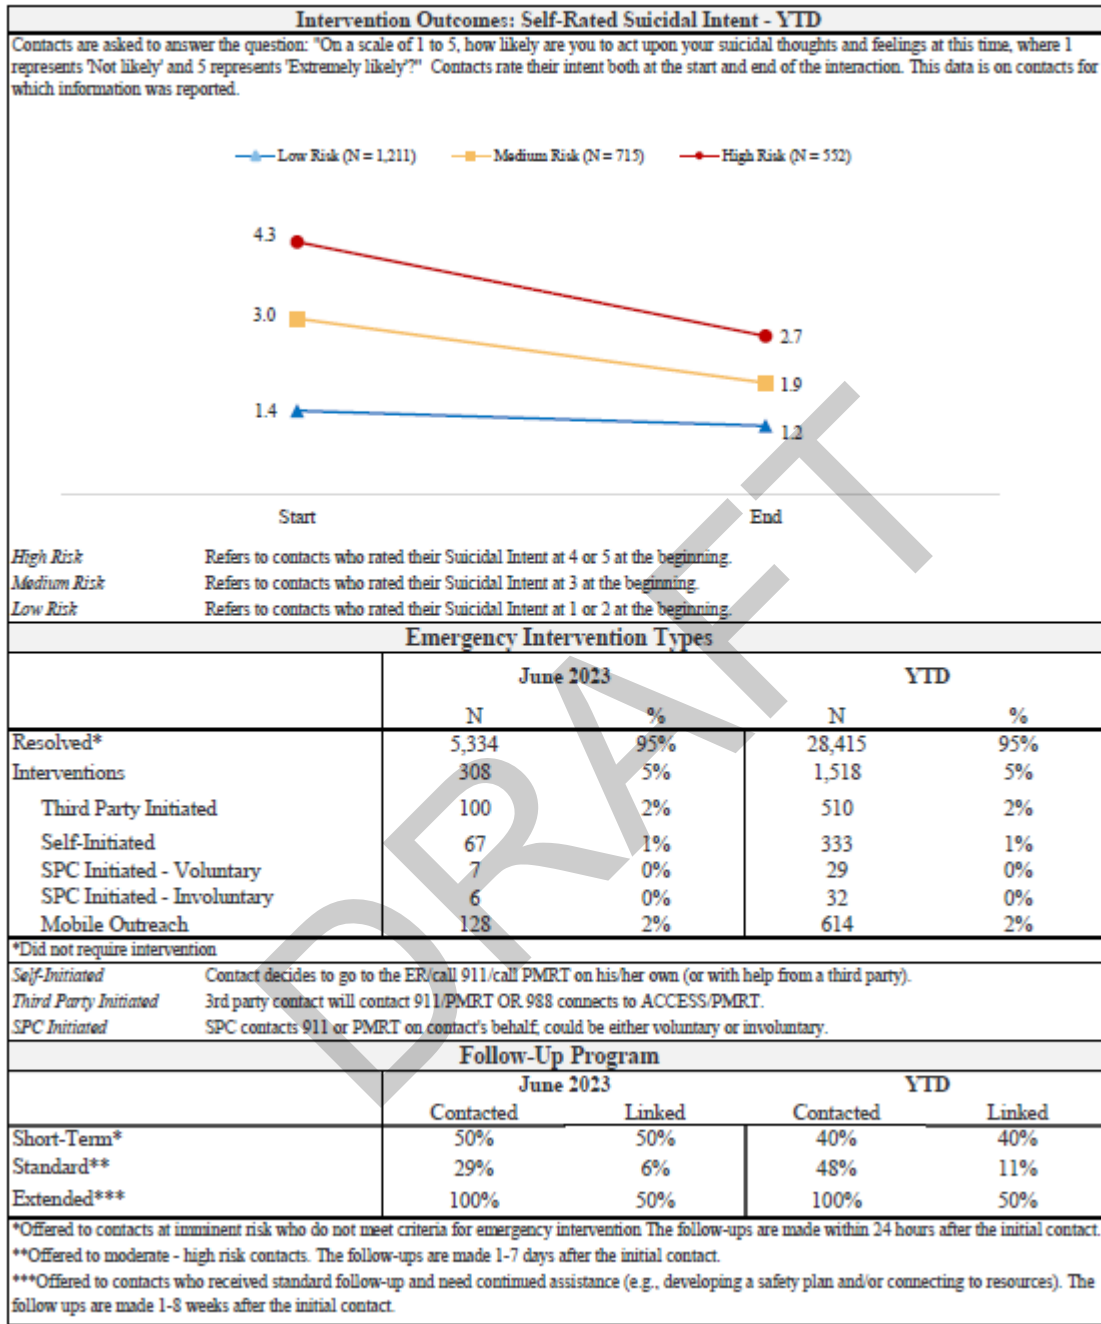 Intervention Outcomes: Self-Rated Suicidal Intent - YTD
Contacts are asked to answer the question: "On a scale of 1 to 5, how likely are you to act upon your suicidal thoughts and feelings at this time, where 1
represents 'Not likely' and 5 represents 'Extremely likely'?" Contacts rate their intent both at the start and end of the interaction. This data is on contacts for
which information was reported.
Low Risk (N = 1,211) Medium Risk (N = 715) High Risk (N = 552)
4.3
3.0
2.7
1.9
1.4
1.2
Start End
High Risk Refers to contacts who rated their Suicidal Intent at 4 or 5 at the beginning.
Medium Risk Refers to contacts who rated their Suicidal Intent at 3 at the beginning.
Low Risk Refers to contacts who rated their Suicidal Intent at 1 or 2 at the beginning.
Emergency Intervention Types
June 2023 YTD
N % N %
Resolved* 5,334 95% 28,415 95%
Interventions 308 5% 1,518 5%
Third Party Initiated 100 2% 510 2%
Self-Initiated 67 1% 333 1%
SPC Initiated - Voluntary 7 0% 29 0%
SPC Initiated - Involuntary 6 0% 32 0%
Mobile Outreach 128 2% 614 2%
*Did not require intervention
Self-Initiated Contact decides to go to the ER/call 911/call PMRT on his/her own (or with help from a third party).
Third Party Initiated 3rd party contact will contact 911/PMRT OR 988 connects to ACCESS/PMRT.
SPC Initiated SPC contacts 911 or PMRT on contact's behalf, could be either voluntary or involuntary.
Follow-Up Program
June 2023 YTD
Contacted Linked Contacted Linked
Short-Term* 50% 50% 40% 40%
Standard** 29% 6% 48% 11%
Extended*** 100% 50% 100% 50%
*Offered to contacts at imminent risk who do not meet criteria for emergency intervention The follow-ups are made within 24 hours after the initial contact.
**Offered to moderate - high risk contacts. The follow-ups are made 1-7 days after the initial contact.
***Offered to contacts who received standard follow-up and need continued assistance (e.g., developing a safety plan and/or connecting to resources). The
follow ups are made 1-8 weeks after the initial contact.
DRAFT